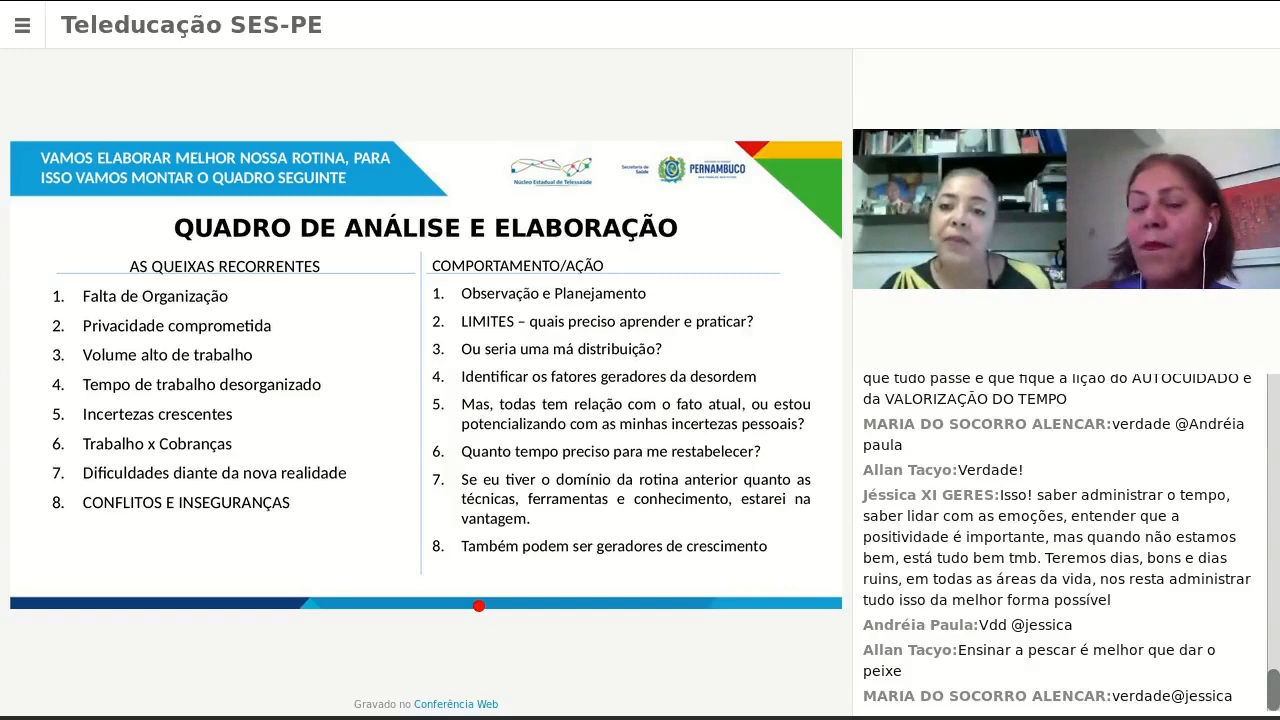 Teleducação SES-PE
VAMOS ELABORAR MELHOR NOSSA ROTINA, PARA
ISSO VAMOS MONTAR O QUADRO SEGUINTE
Núcleo Estadual de Telessaúde
Secretaria de
Saúde
PERNAMBUCO
QUADRO DE ANÁLISE E ELABORAÇÃO
AS QUEIXAS RECORRENTES
1. Falta de Organização
2. Privacidade comprometida
3. Volume alto de trabalho
4. Tempo de trabalho desorganizado
5. Incertezas crescentes
6. Trabalho x Cobranças
7. Dificuldades diante da nova realidade
8. CONFLITOS E INSEGURANÇAS
COMPORTAMENTO/AÇÃO
1. Observação e Planejamento
2. LIMITES – quais preciso aprender e praticar?
3. Ou seria uma má distribuição?
4. Identificar os fatores geradores da desordem
5. Mas, todas tem relação com o fato atual, ou estou
potencializando com as minhas incertezas pessoais?
6. Quanto tempo preciso para me restabelecer?
7. Se eu tiver o domínio da rotina anterior quanto as
técnicas, ferramentas e conhecimento, estarei na
vantagem.
8. Também podem ser geradores de crescimento
Gravado no Conferência Web
que tudo passe e que fique a lição do AUTOCUIDADO e
da VALORIZAÇÃO DO TEMPO
MARIA DO SOCORRO ALENCAR:verdade @Andréia
paula
Allan Tacyo:Verdade!
Jéssica XI GERES:Isso! saber administrar o tempo,
saber lidar com as emoções, entender que a
positividade é importante, mas quando não estamos
bem, está tudo bem tmb. Teremos dias, bons e dias
ruins, em todas as áreas da vida, nos resta administrar
tudo isso da melhor forma possível
Andréia Paula:Vdd @jessica
Allan Tacyo:Ensinar a pescar é melhor que dar o
peixe
MARIA DO SOCORRO ALENCAR:verdade@jessica